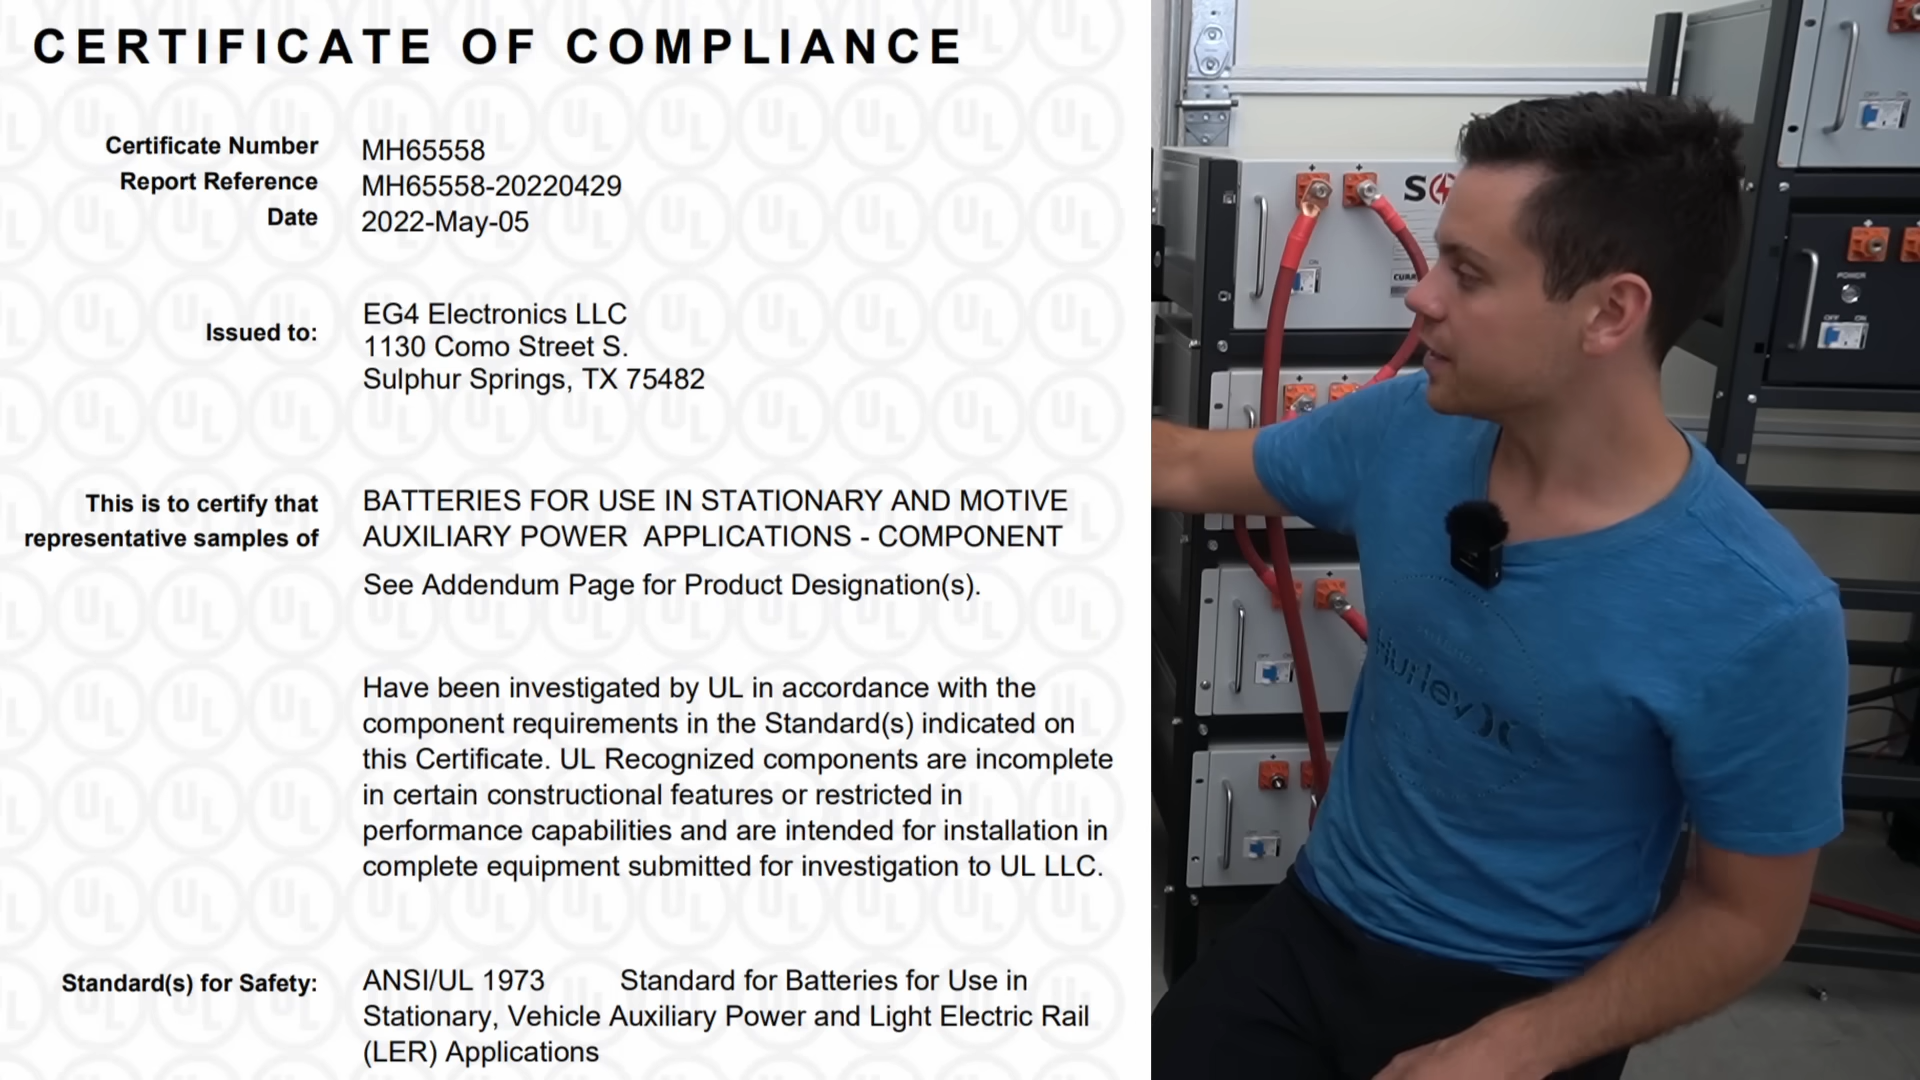 CERTIFICATE OF COMPLIANCE
Certificate Number MH65558
Report Reference MH65558-20220429
Date 2022-May-05
Issued to: EG4 Electronics LLC
1130 Como Street S.
Sulphur Springs, TX 75482
This is to certify that representative samples of
BATTERIES FOR USE IN STATIONARY AND MOTIVE
AUXILIARY POWER APPLICATIONS - COMPONENT
See Addendum Page for Product Designation(s).
Have been investigated by UL in accordance with the
component requirements in the Standard(s) indicated on
this Certificate. UL Recognized components are incomplete
in certain constructional features or restricted in
performance capabilities and are intended for installation in
complete equipment submitted for investigation to UL LLC.
Standard(s) for Safety: ANSI/UL 1973 Standard for Batteries for Use in
Stationary, Vehicle Auxiliary Power and Light Electric Rail
(LER) Applications
Hurley
POWER
OFF ON
OFF ON
ON